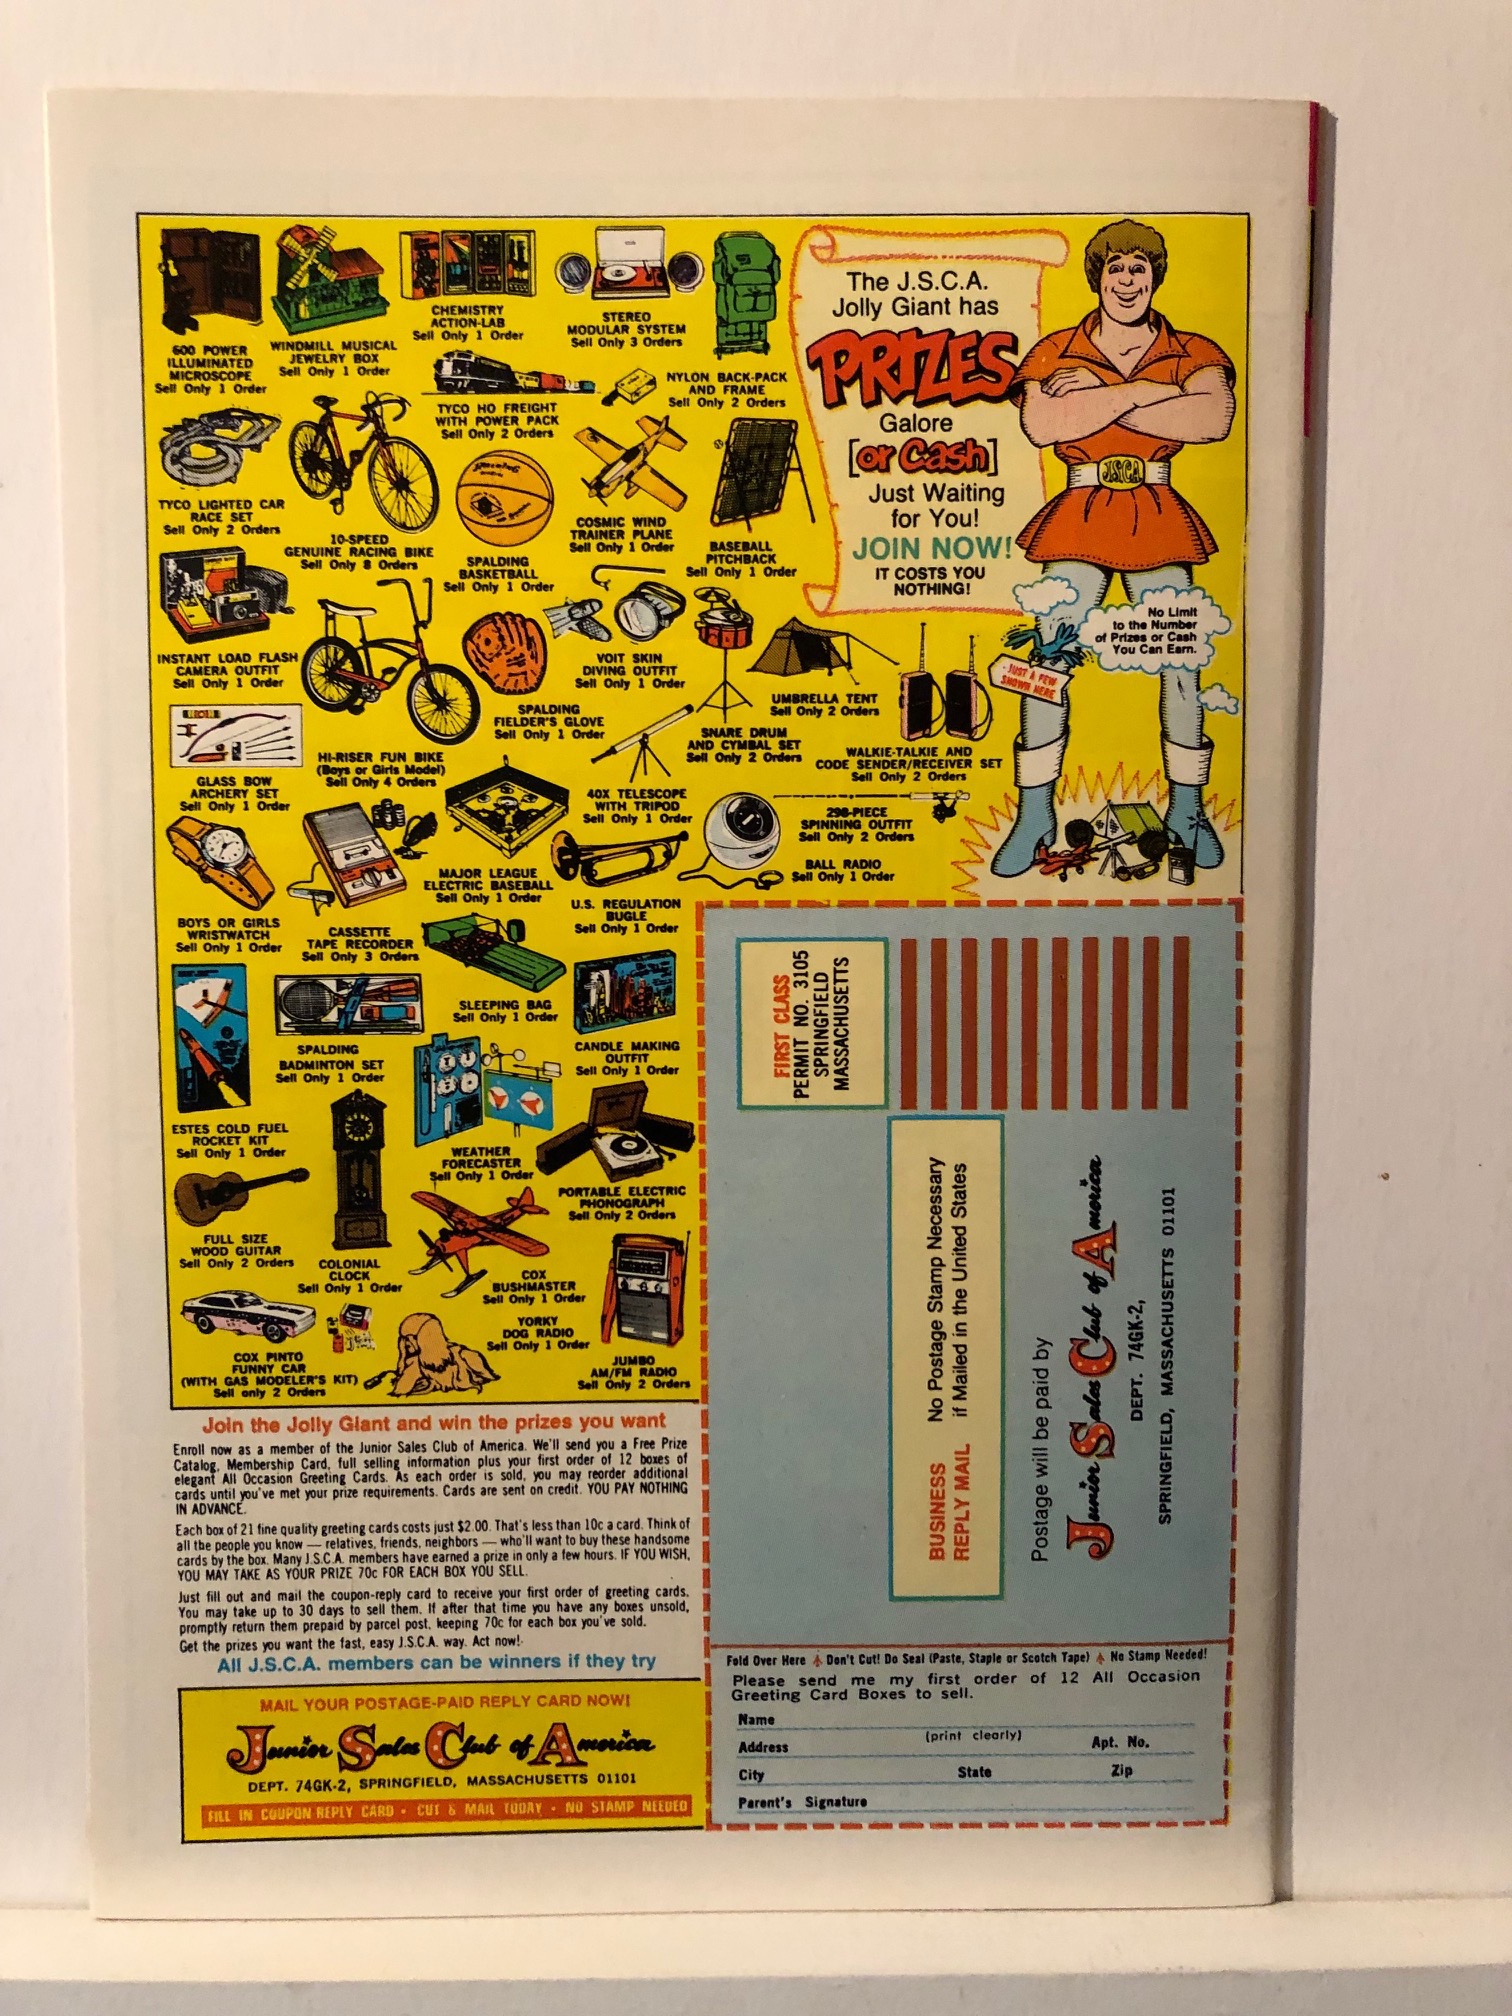 600 POWER
ILLUMINATED
MICROSCOPE
Sell Only 1 Order
WINDMILL MUSICAL
JEWELRY BOX
Sell Only 1 Order
CHEMISTRY
ACTION-LAB
Sell Only 1 Order
STEREO
MODULAR SYSTEM
Sell Only 3 Orders
NYLON BACK-PACK
AND FRAME
Sell Only 2 Orders
TYCO HO FREIGHT
WITH POWER PACK
Sell Only 2 Orders
The J.S.C.A.
Jolly Giant has
PRIZES
Galore
[or Cash]
Just Waiting
for You!
JOIN NOW!
IT COSTS YOU
NOTHING!
JSCA
No Limit
to the Number
of Prizes or Cash
You Can Earn.
JUST A FEW
SHOWN HERE
TYCO LIGHTED CAR
RACE SET
Sell Only 2 Orders
10-SPEED
GENUINE RACING BIKE
Sell Only 8 Orders
SPALDING
BASKETBALL
Sell Only 1 Order
COSMIC WIND
TRAINER PLANE
Sell Only 1 Order
BASEBALL
PITCHBACK
Sell Only 1 Order
INSTANT LOAD FLASH
CAMERA OUTFIT
Sell Only 1 Order
HI-RISER FUN BIKE
(Boys or Girls Model)
Sell Only 4 Orders
SPALDING
FIELDER'S GLOVE
Sell Only 1 Order
VOIT SKIN
DIVING OUTFIT
Sell Only 1 Order
SNARE DRUM
AND CYMBAL SET
Sell Only 2 Orders
UMBRELLA TENT
Sell Only 2 Orders
WALKIE-TALKIE AND
CODE SENDER/RECEIVER SET
Sell Only 2 Orders
GLASS BOW
ARCHERY SET
Sell Only 1 Order
40X TELESCOPE
WITH TRIPOD
Sell Only 1 Order
298-PIECE
SPINNING OUTFIT
Sell Only 2 Orders
BALL RADIO
Sell Only 1 Order
BOYS OR GIRLS
WRISTWATCH
Sell Only 1 Order
CASSETTE
TAPE RECORDER
Sell Only 3 Orders
MAJOR LEAGUE
ELECTRIC BASEBALL
Sell Only 1 Order
U.S. REGULATION
BUGLE
Sell Only 1 Order
SLEEPING BAG
Sell Only 1 Order
SPALDING
BADMINTON SET
Sell Only 1 Order
CANDLE MAKING
OUTFIT
Sell Only 1 Order
ESTES COLD FUEL
ROCKET KIT
Sell Only 1 Order
WEATHER
FORECASTER
Sell Only 1 Order
PORTABLE ELECTRIC
PHONOGRAPH
Sell Only 2 Orders
FULL SIZE
WOOD GUITAR
Sell Only 2 Orders
COLONIAL
CLOCK
Sell Only 1 Order
COX
BUSHMASTER
Sell Only 1 Order
YORKY
DOG RADIO
Sell Only 1 Order
COX PINTO
FUNNY CAR
(WITH GAS MODELER'S KIT)
Sell only 2 Orders
JUMBO
AM/FM RADIO
Sell Only 2 Orders
Join the Jolly Giant and win the prizes you want
Enroll now as a member of the Junior Sales Club of America. We'll send you a Free Prize
Catalog, Membership Card, full selling information plus your first order of 12 boxes of
elegant All Occasion Greeting Cards. As each order is sold, you may reorder additional
cards until you've met your prize requirements. Cards are sent on credit. YOU PAY NOTHING
IN ADVANCE.
Each box of 21 fine quality greeting cards costs just $2.00. That's less than 10c a card. Think of
all the people you know — relatives, friends, neighbors — who'll want to buy these handsome
cards by the box. Many J.S.C.A. members have earned a prize in only a few hours. IF YOU WISH,
YOU MAY TAKE AS YOUR PRIZE 70c FOR EACH BOX YOU SELL.
Just fill out and mail the coupon-reply card to receive your first order of greeting cards.
You may take up to 30 days to sell them. If after that time you have any boxes unsold,
promptly return them prepaid by parcel post, keeping 70c for each box you've sold.
Get the prizes you want the fast, easy J.S.C.A. way. Act now!
All J.S.C.A. members can be winners if they try
MAIL YOUR POSTAGE-PAID REPLY CARD NOW!
Junior Sales Club of America
DEPT. 74GK-2, SPRINGFIELD, MASSACHUSETTS 01101
FILL IN COUPON REPLY CARD • CUT & MAIL TODAY • NO STAMP NEEDED
FIRST CLASS
PERMIT NO. 3105
SPRINGFIELD
MASSACHUSETTS
BUSINESS
REPLY MAIL
No Postage Stamp Necessary
if Mailed in the United States
Postage will be paid by
Junior Sales Club of America
DEPT. 74GK-2,
SPRINGFIELD, MASSACHUSETTS 01101
Fold Over Here Don't Cut! Do Seal (Paste, Staple or Scotch Tape) No Stamp Needed!
Please send me my first order of 12 All Occasion
Greeting Card Boxes to sell.
Name
(print clearly)
Address Apt. No.
City State Zip
Parent's Signature